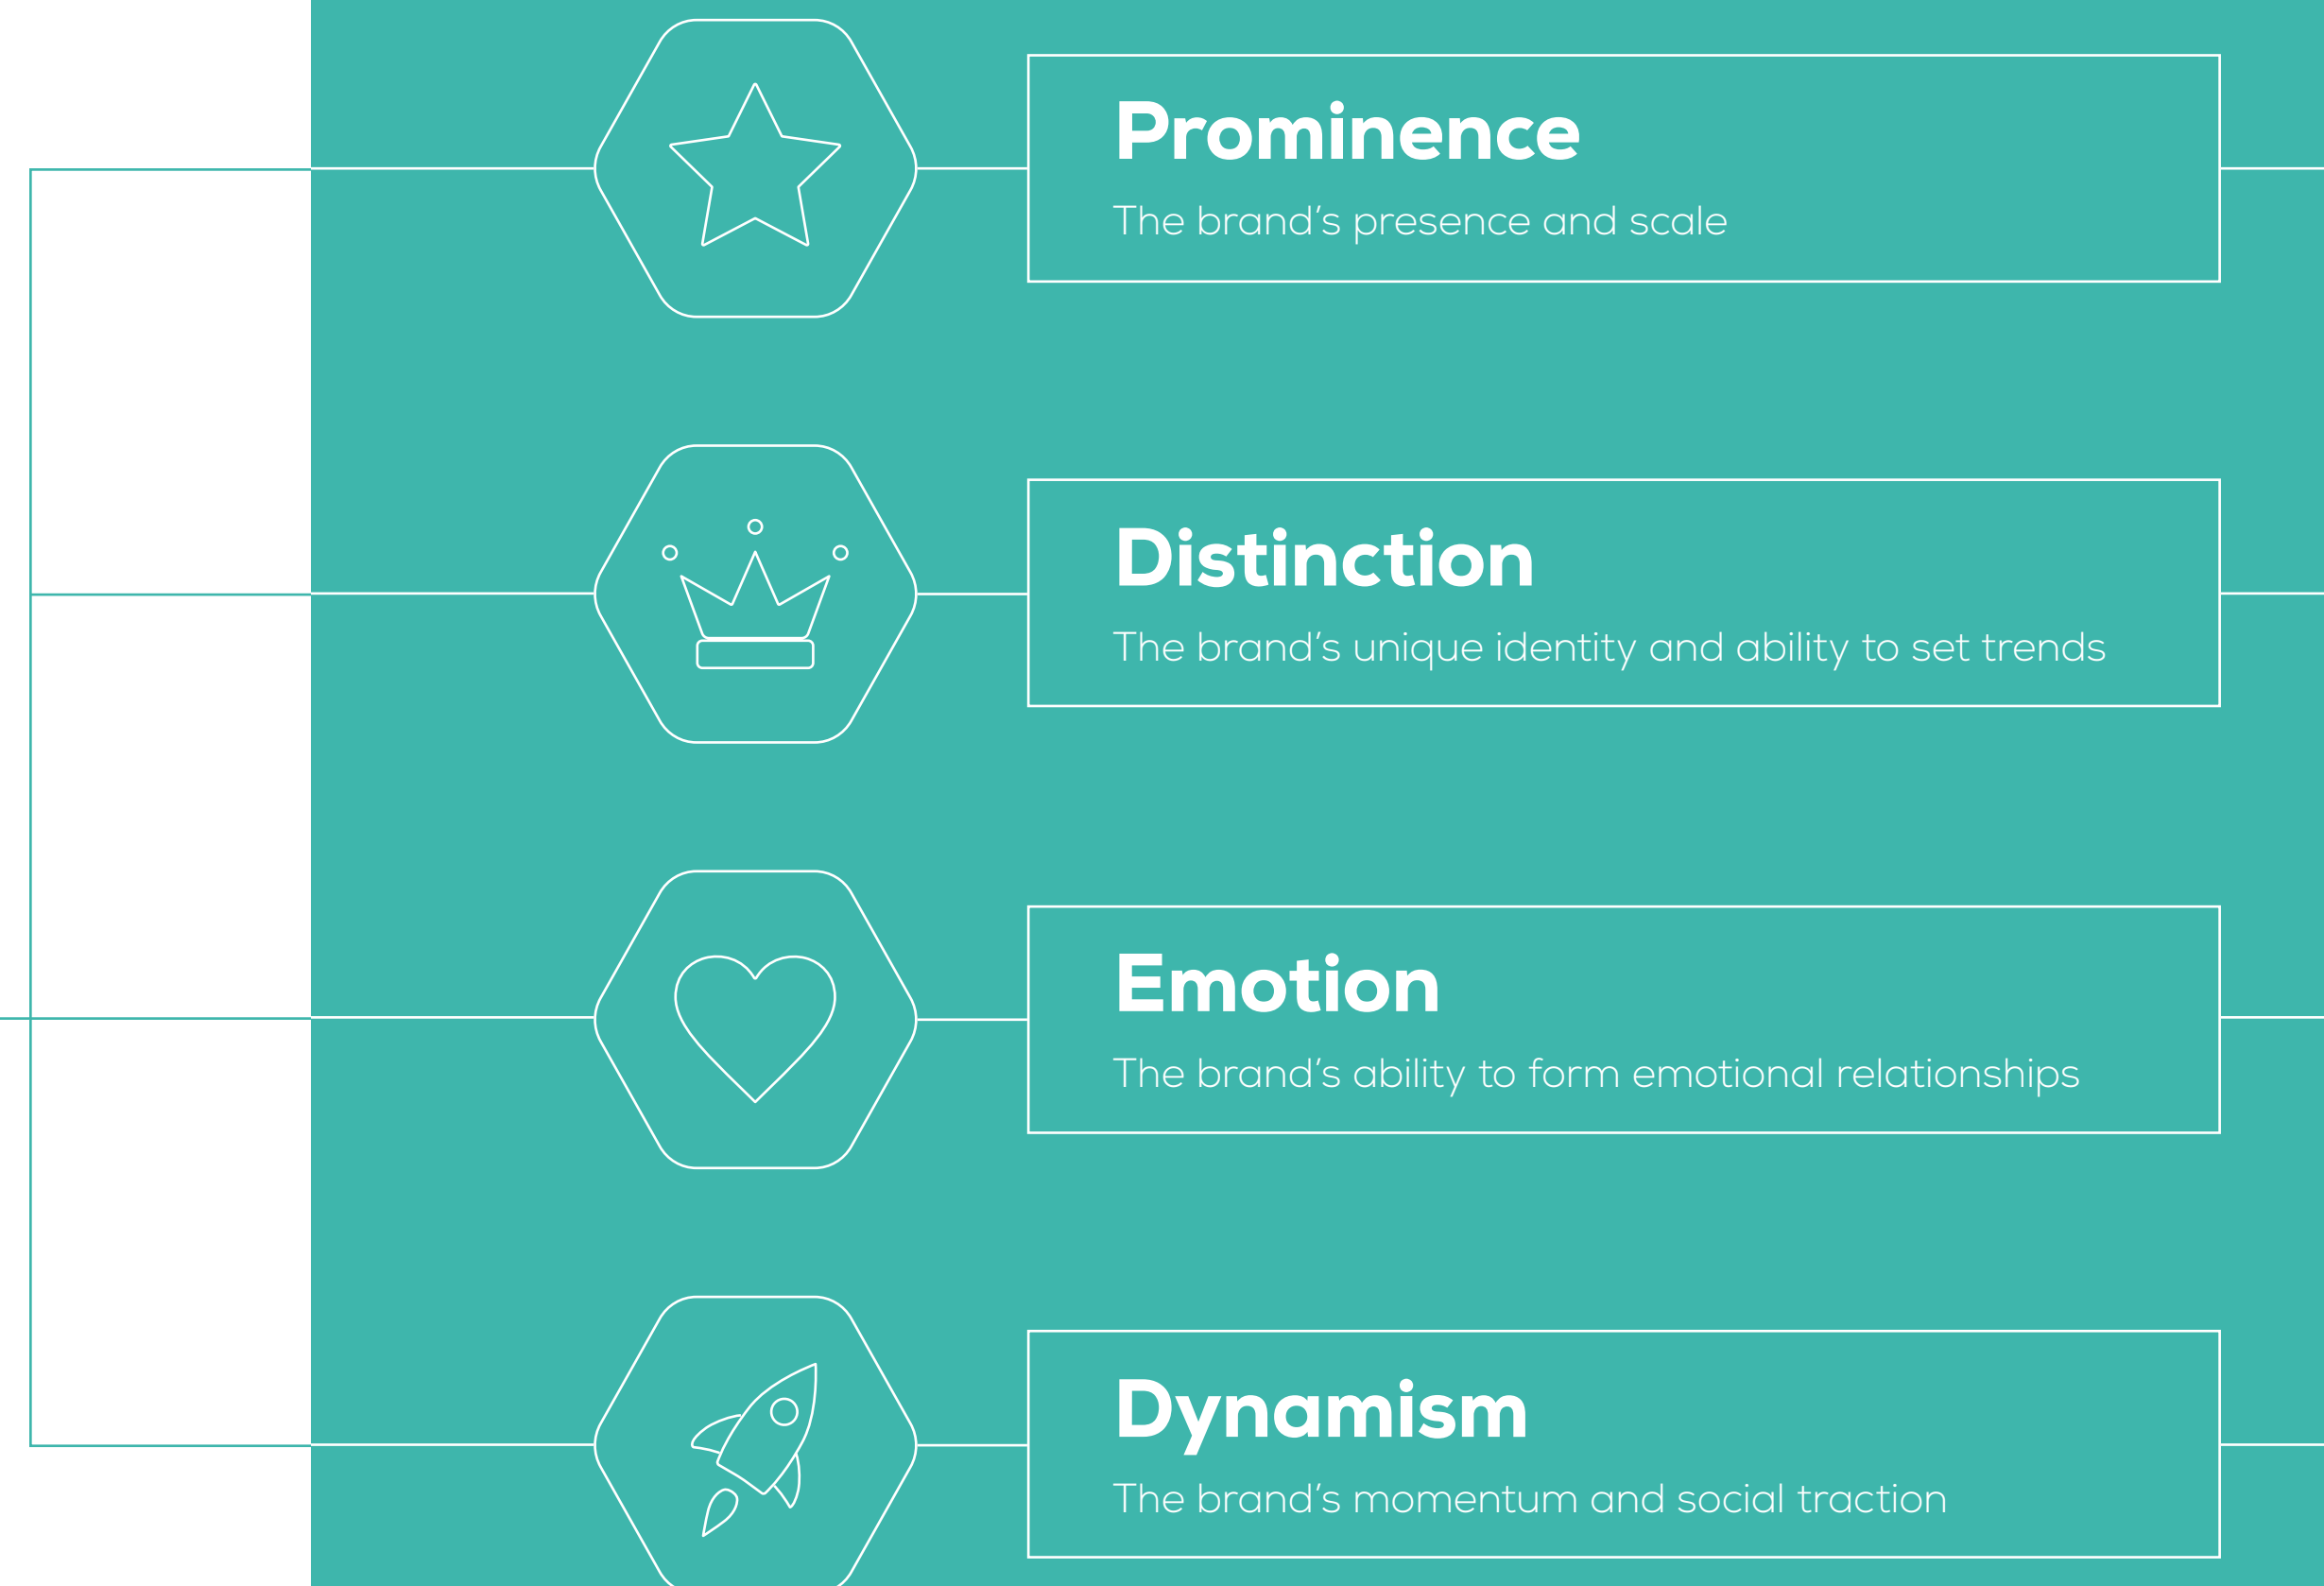 Prominence
The brand’s presence and scale
Distinction
The brand’s unique identity and ability to set trends
Emotion
The brand’s ability to form emotional relationships
Dynamism
The brand’s momentum and social traction